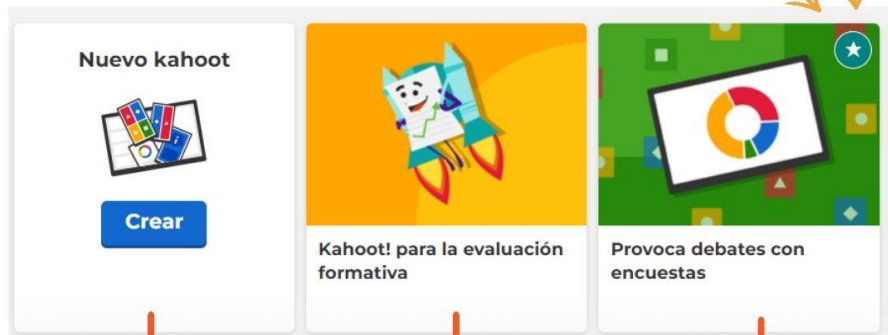 Nuevo kahoot
Crear
Kahoot! para la evaluación
formativa
Provoca debates con
encuestas